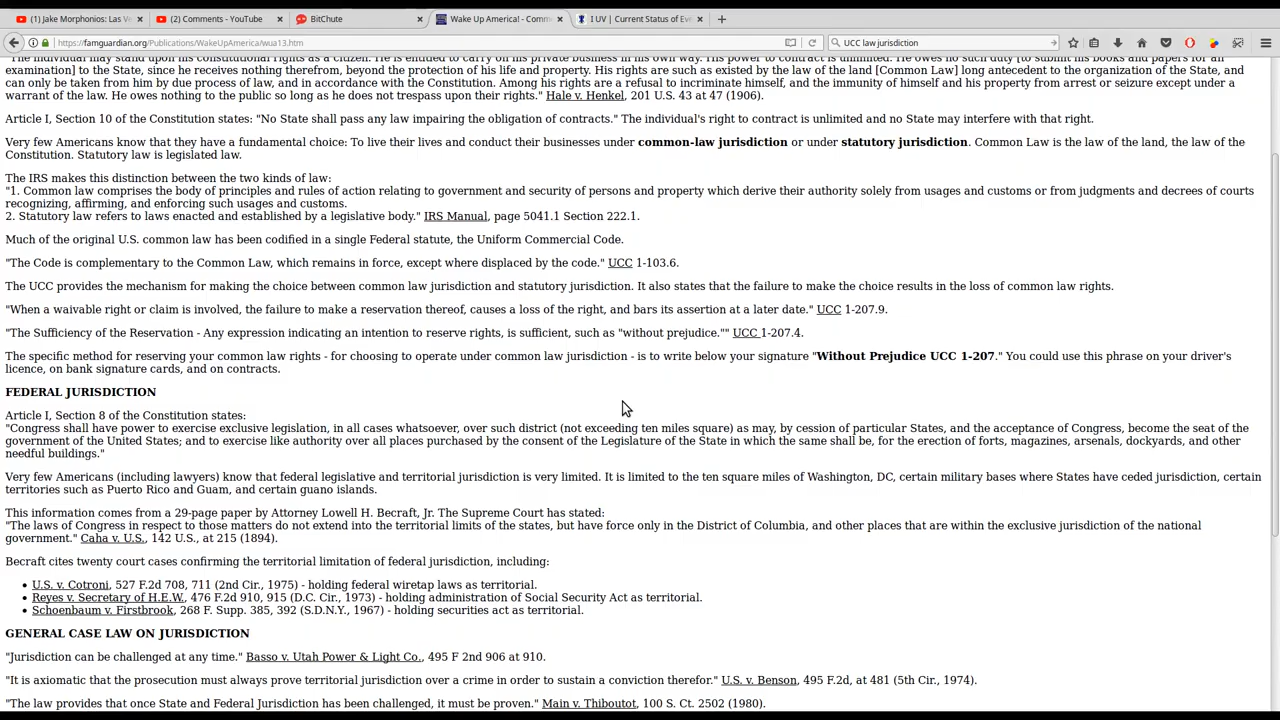 (1) Jake Morphonios: Las Ve
(2) Comments - YouTube
BitChute
Wake Up America! - Comm
I UV | Current Status of Eve
https://famguardian.org/Publications/WakeUpAmerica/wua13.htm
UCC law jurisdiction
"The individual may stand upon his constitutional rights as a citizen. He is entitled to carry on his private business in his own way. His power to contract is unlimited. He owes no such duty [to submit his books and papers for an
examination] to the State, since he receives nothing therefrom, beyond the protection of his life and property. His rights are such as existed by the law of the land [Common Law] long antecedent to the organization of the State, and
can only be taken from him by due process of law, and in accordance with the Constitution. Among his rights are a refusal to incriminate himself, and the immunity of himself and his property from arrest or seizure except under a
warrant of the law. He owes nothing to the public so long as he does not trespass upon their rights." Hale v. Henkel, 201 U.S. 43 at 47 (1906).
Article I, Section 10 of the Constitution states: "No State shall pass any law impairing the obligation of contracts." The individual's right to contract is unlimited and no State may interfere with that right.
Very few Americans know that they have a fundamental choice: To live their lives and conduct their businesses under common-law jurisdiction or under statutory jurisdiction. Common Law is the law of the land, the law of the
Constitution. Statutory law is legislated law.
The IRS makes this distinction between the two kinds of law:
"1. Common law comprises the body of principles and rules of action relating to government and security of persons and property which derive their authority solely from usages and customs or from judgments and decrees of courts
recognizing, affirming, and enforcing such usages and customs.
2. Statutory law refers to laws enacted and established by a legislative body." IRS Manual, page 5041.1 Section 222.1.
Much of the original U.S. common law has been codified in a single Federal statute, the Uniform Commercial Code.
"The Code is complementary to the Common Law, which remains in force, except where displaced by the code." UCC 1-103.6.
The UCC provides the mechanism for making the choice between common law jurisdiction and statutory jurisdiction. It also states that the failure to make the choice results in the loss of common law rights.
"When a waivable right or claim is involved, the failure to make a reservation thereof, causes a loss of the right, and bars its assertion at a later date." UCC 1-207.9.
"The Sufficiency of the Reservation - Any expression indicating an intention to reserve rights, is sufficient, such as "without prejudice."" UCC 1-207.4.
The specific method for reserving your common law rights - for choosing to operate under common law jurisdiction - is to write below your signature "Without Prejudice UCC 1-207." You could use this phrase on your driver's
licence, on bank signature cards, and on contracts.
FEDERAL JURISDICTION
Article I, Section 8 of the Constitution states:
"Congress shall have power to exercise exclusive legislation, in all cases whatsoever, over such district (not exceeding ten miles square) as may, by cession of particular States, and the acceptance of Congress, become the seat of the
government of the United States; and to exercise like authority over all places purchased by the consent of the Legislature of the State in which the same shall be, for the erection of forts, magazines, arsenals, dockyards, and other
needful buildings."
Very few Americans (including lawyers) know that federal legislative and territorial jurisdiction is very limited. It is limited to the ten square miles of Washington, DC, certain military bases where States have ceded jurisdiction, certain
territories such as Puerto Rico and Guam, and certain guano islands.
This information comes from a 29-page paper by Attorney Lowell H. Becraft, Jr. The Supreme Court has stated:
"The laws of Congress in respect to those matters do not extend into the territorial limits of the states, but have force only in the District of Columbia, and other places that are within the exclusive jurisdiction of the national
government." Caha v. U.S., 142 U.S., at 215 (1894).
Becraft cites twenty court cases confirming the territorial limitation of federal jurisdiction, including:
• U.S. v. Cotroni, 527 F.2d 708, 711 (2nd Cir., 1975) - holding federal wiretap laws as territorial.
• Reyes v. Secretary of H.E.W., 476 F.2d 910, 915 (D.C. Cir., 1973) - holding administration of Social Security Act as territorial.
• Schoenbaum v. Firstbrook, 268 F. Supp. 385, 392 (S.D.N.Y., 1967) - holding securities act as territorial.
GENERAL CASE LAW ON JURISDICTION
"Jurisdiction can be challenged at any time." Basso v. Utah Power & Light Co., 495 F 2nd 906 at 910.
"It is axiomatic that the prosecution must always prove territorial jurisdiction over a crime in order to sustain a conviction therefor." U.S. v. Benson, 495 F.2d, at 481 (5th Cir., 1974).
"The law provides that once State and Federal Jurisdiction has been challenged, it must be proven." Main v. Thiboutot, 100 S. Ct. 2502 (1980).